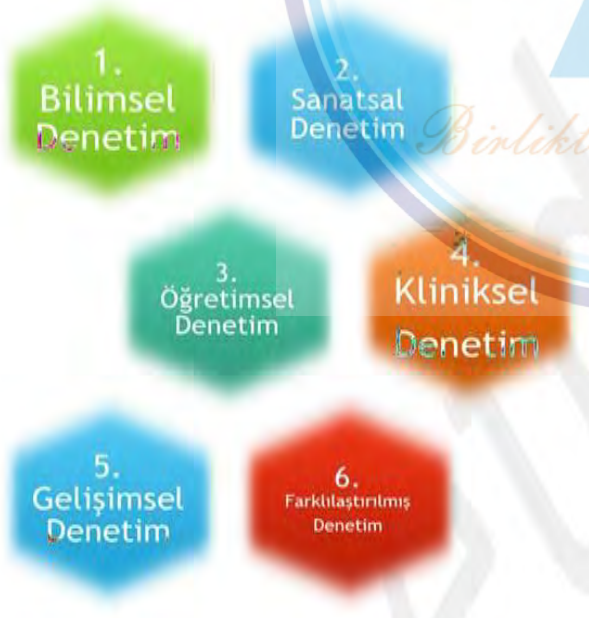 1.
Bilimsel
Denetim
2.
Sanatsal
Denetim
3.
Öğretimsel
Denetim
4.
Kliniksel
Denetim
5.
Gelişimsel
Denetim
6.
Farklılaştırılmış
Denetim